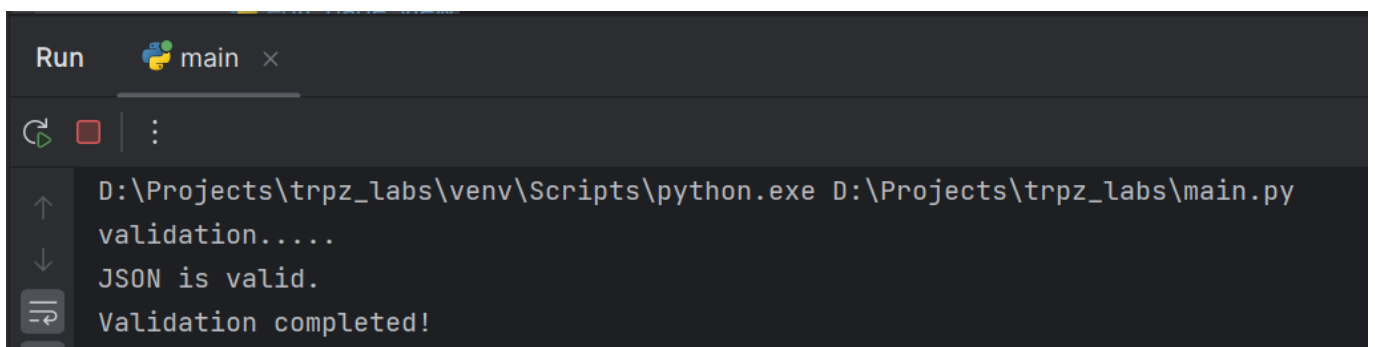 Run main
D:\Projects\trpz_labs\venv\Scripts\python.exe D:\Projects\trpz_labs\main.py
validation.....
JSON is valid.
Validation completed!